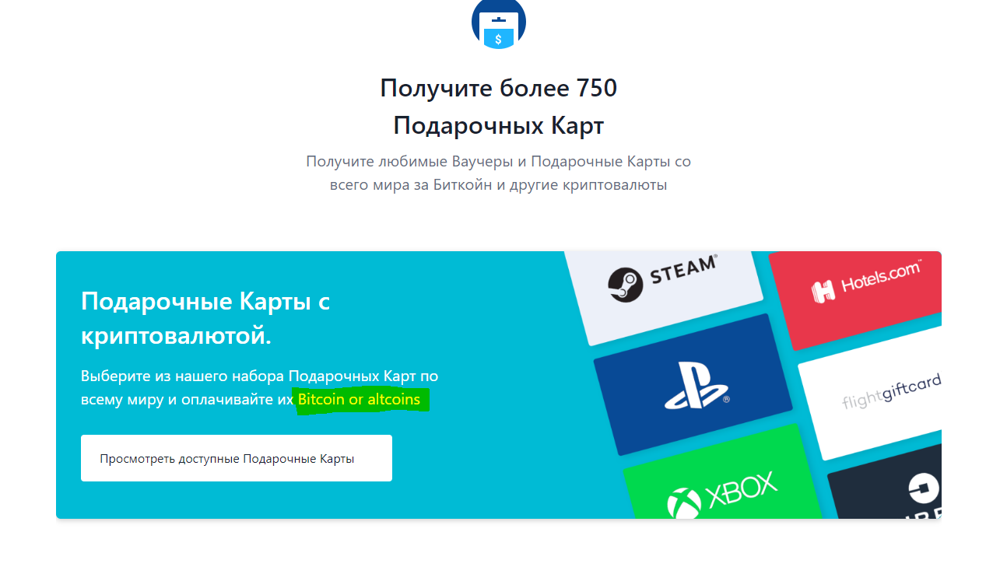 $
Получите более 750
Подарочных Карт
Получите любимые Ваучеры и Подарочные Карты со
всего мира за Биткойн и другие криптовалюты
Подарочные Карты с
криптовалютой.
Выберите из нашего набора Подарочных Карт по
всему миру и оплачивайте их Bitcoin or altcoins
Просмотреть доступные Подарочные Карты
STEAM®
Hotels.com™
®
flightgiftcard
XBOX